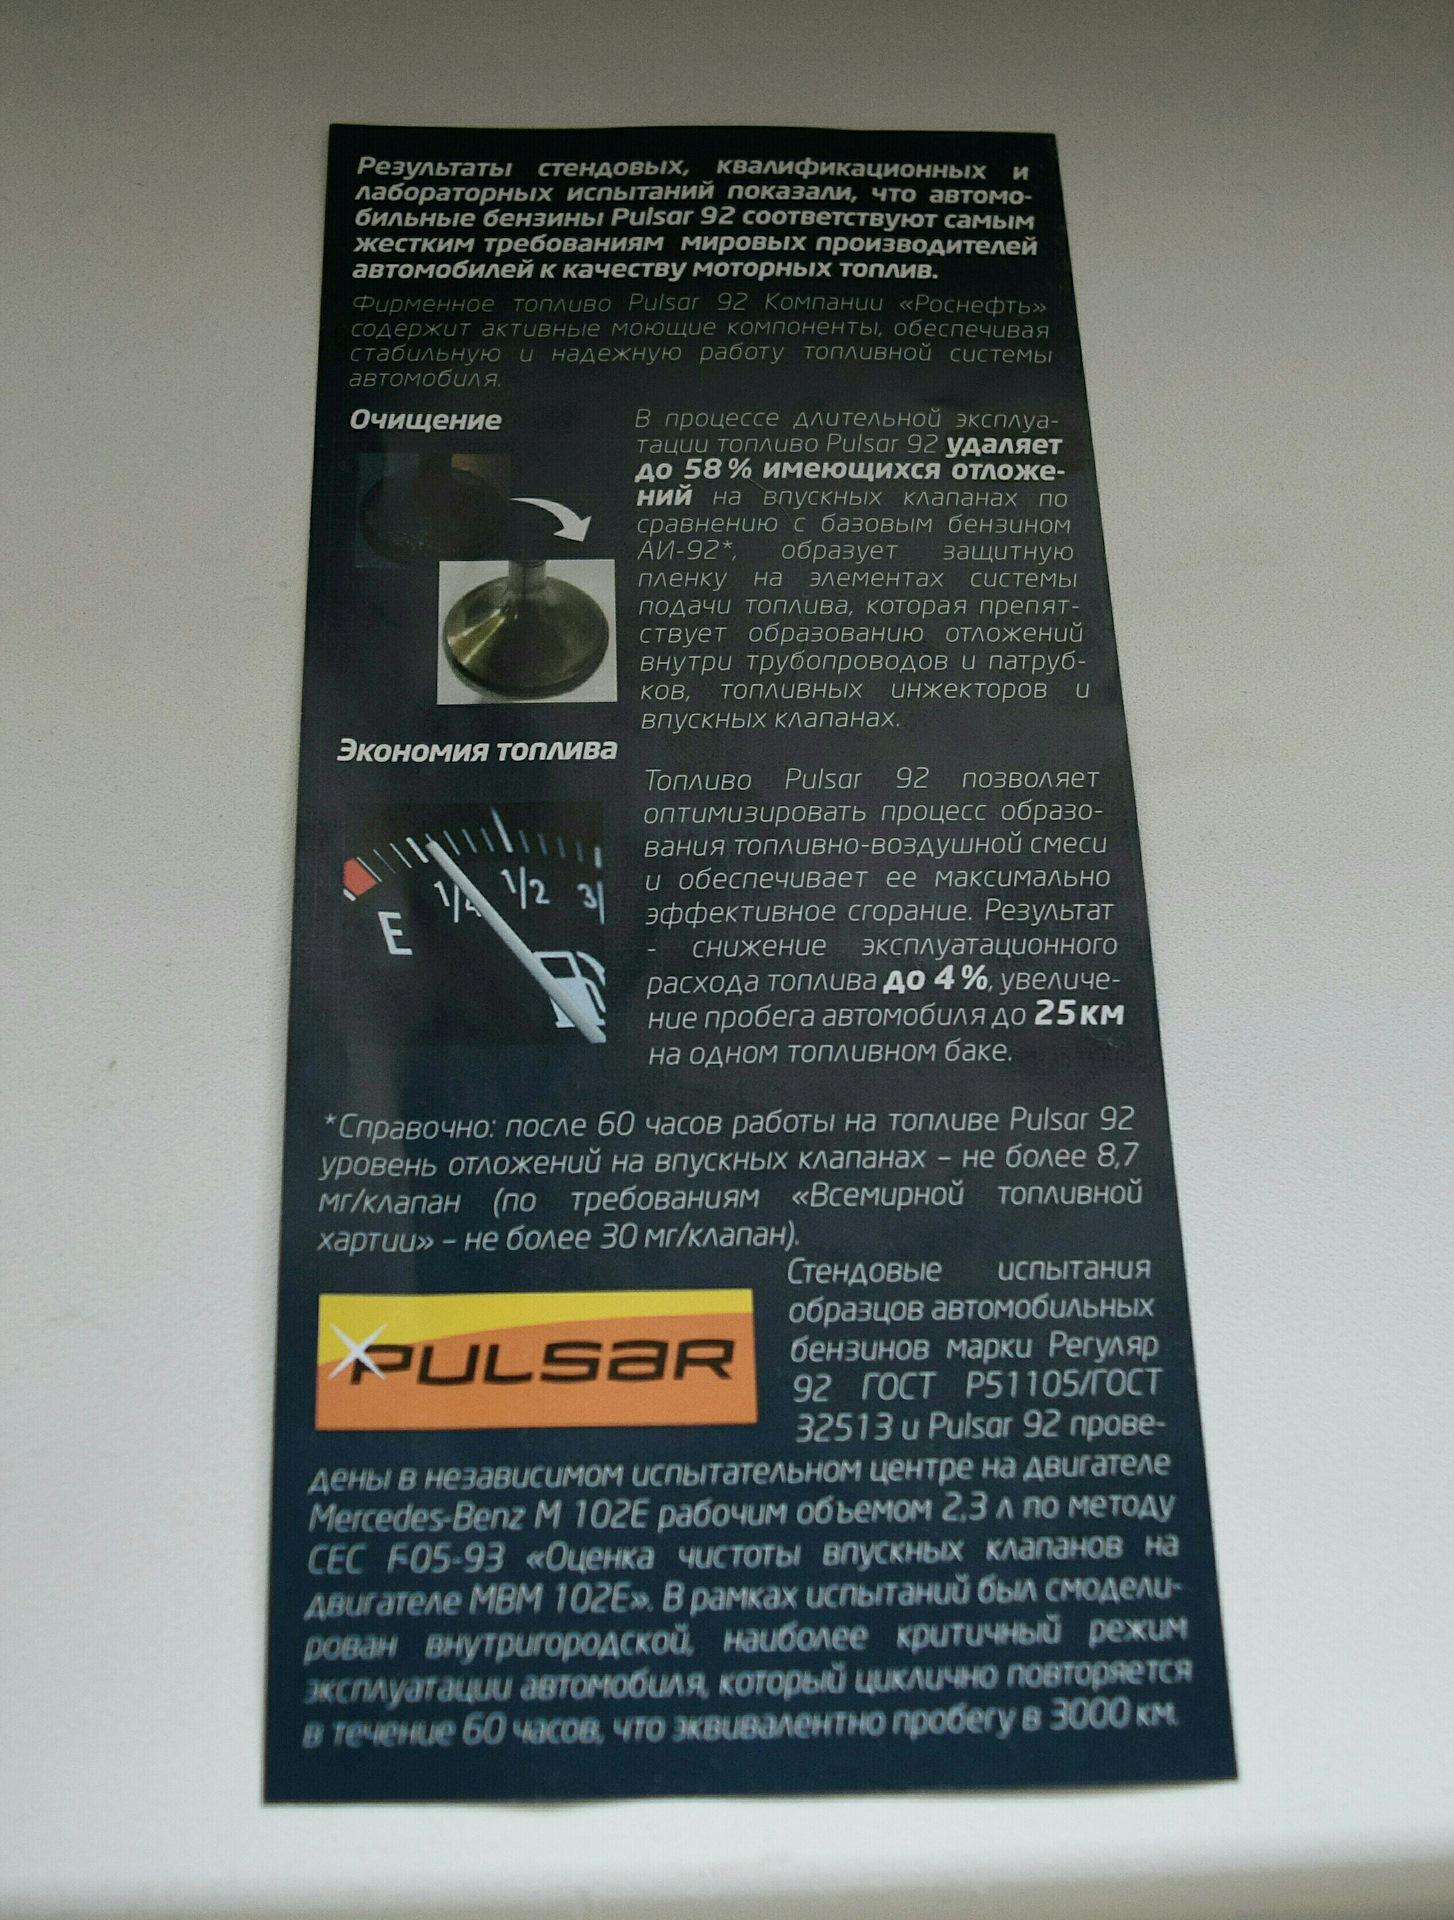 Результаты стендовых, квалификационных и
лабораторных испытаний показали, что автомо-
бильные бензины Pulsar 92 соответствуют самым
жестким требованиям мировых производителей
автомобилей к качеству моторных топлив.
Фирменное топливо Pulsar 92 Компании «Роснефть»
содержит активные моющие компоненты, обеспечивая
стабильную и надежную работу топливной системы
автомобиля.
Очищение
В процессе длительной эксплуа-
тации топливо Pulsar 92 удаляет
до 58% имеющихся отложе-
ний на впускных клапанах по
сравнению с базовым бензином
АИ-92*, образует защитную
пленку на элементах системы
подачи топлива, которая препят-
ствует образованию отложений
внутри трубопроводов и патруб-
ков, топливных инжекторов и
впускных клапанах.
Экономия топлива
E
1/4
1/2
3/
Топливо Pulsar 92 позволяет
оптимизировать процесс образо-
вания топливно-воздушной смеси
и обеспечивает ее максимально
эффективное сгорание. Результат
- снижение эксплуатационного
расхода топлива до 4%, увеличе-
ние пробега автомобиля до 25 км
на одном топливном баке.
*Справочно: после 60 часов работы на топливе Pulsar 92
уровень отложений на впускных клапанах – не более 8,7
мг/клапан (по требованиям «Всемирной топливной
хартии» – не более 30 мг/клапан).
PULSAR
Стендовые испытания
образцов автомобильных
бензинов марки Регуляр
92 ГОСТ Р51105/ГОСТ
32513 и Pulsar 92 прове-
дены в независимом испытательном центре на двигателе
Mercedes-Benz M 102E рабочим объемом 2,3 л по методу
CEC F-05-93 «Оценка чистоты впускных клапанов на
двигателе МВМ 102Е». В рамках испытаний был смодели-
рован внутригородской, наиболее критичный режим
эксплуатации автомобиля, который циклично повторяется
в течение 60 часов, что эквивалентно пробегу в 3000 км.